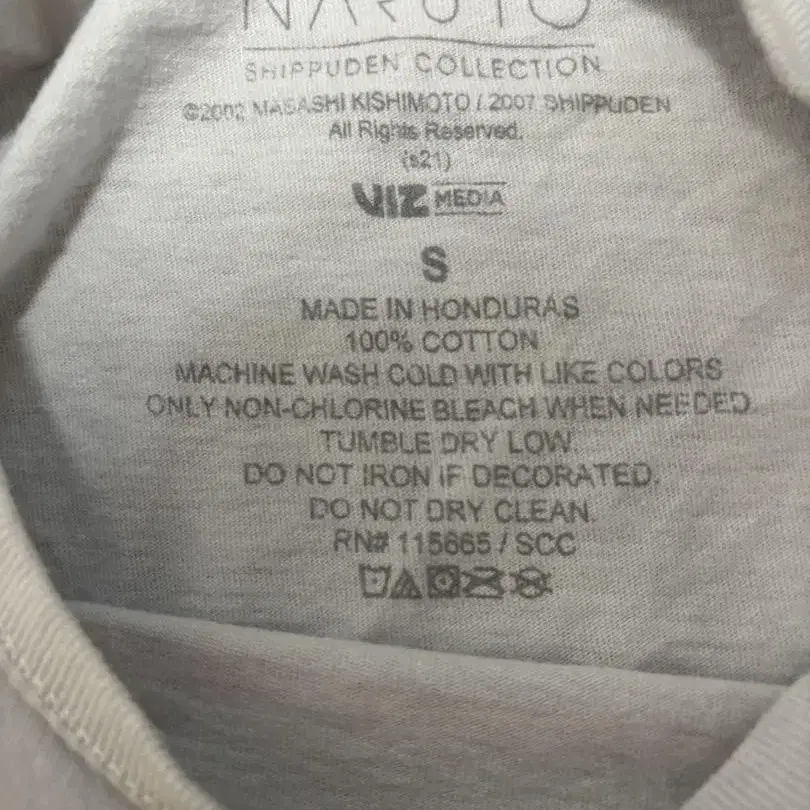 NARUTO
SHIPPUDEN COLLECTION
©2002 MASASHI KISHIMOTO / 2007 SHIPPUDEN
All Rights Reserved.
(s21)
VIZ MEDIA
S
MADE IN HONDURAS
100% COTTON
MACHINE WASH COLD WITH LIKE COLORS
ONLY NON-CHLORINE BLEACH WHEN NEEDED
TUMBLE DRY LOW.
DO NOT IRON IF DECORATED.
DO NOT DRY CLEAN.
RN# 115665 / SCC